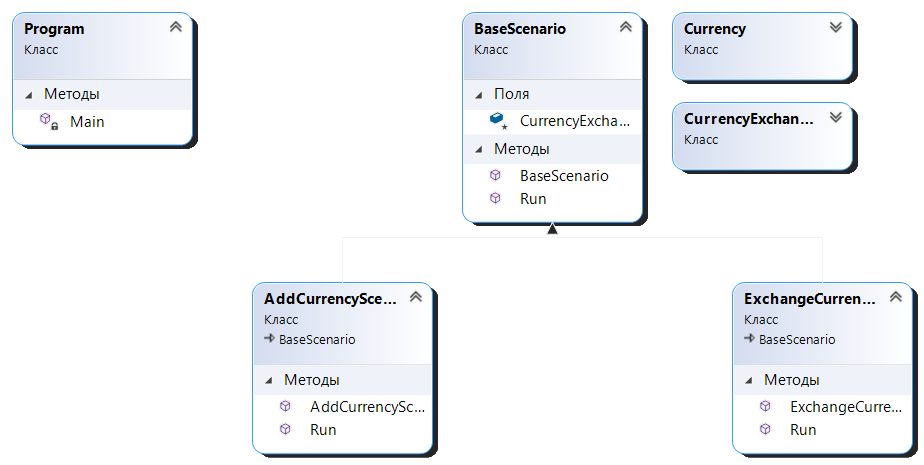 Program
Класс
Методы
Main
BaseScenario
Класс
Поля
CurrencyExcha...
Методы
BaseScenario
Run
Currency
Класс
CurrencyExchan...
Класс
AddCurrencySce...
Класс
BaseScenario
Методы
AddCurrencySc...
Run
ExchangeCurren...
Класс
BaseScenario
Методы
ExchangeCurre...
Run